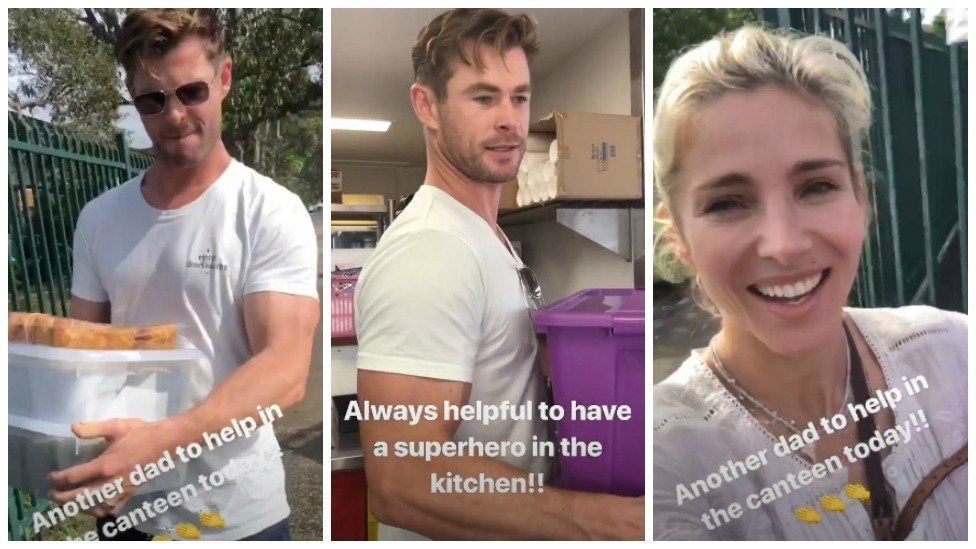 Another dad to help in
the canteen today!!
👏👏
Always helpful to have
a superhero in the
kitchen!!
Another dad to help in
the canteen today!!
👏👏